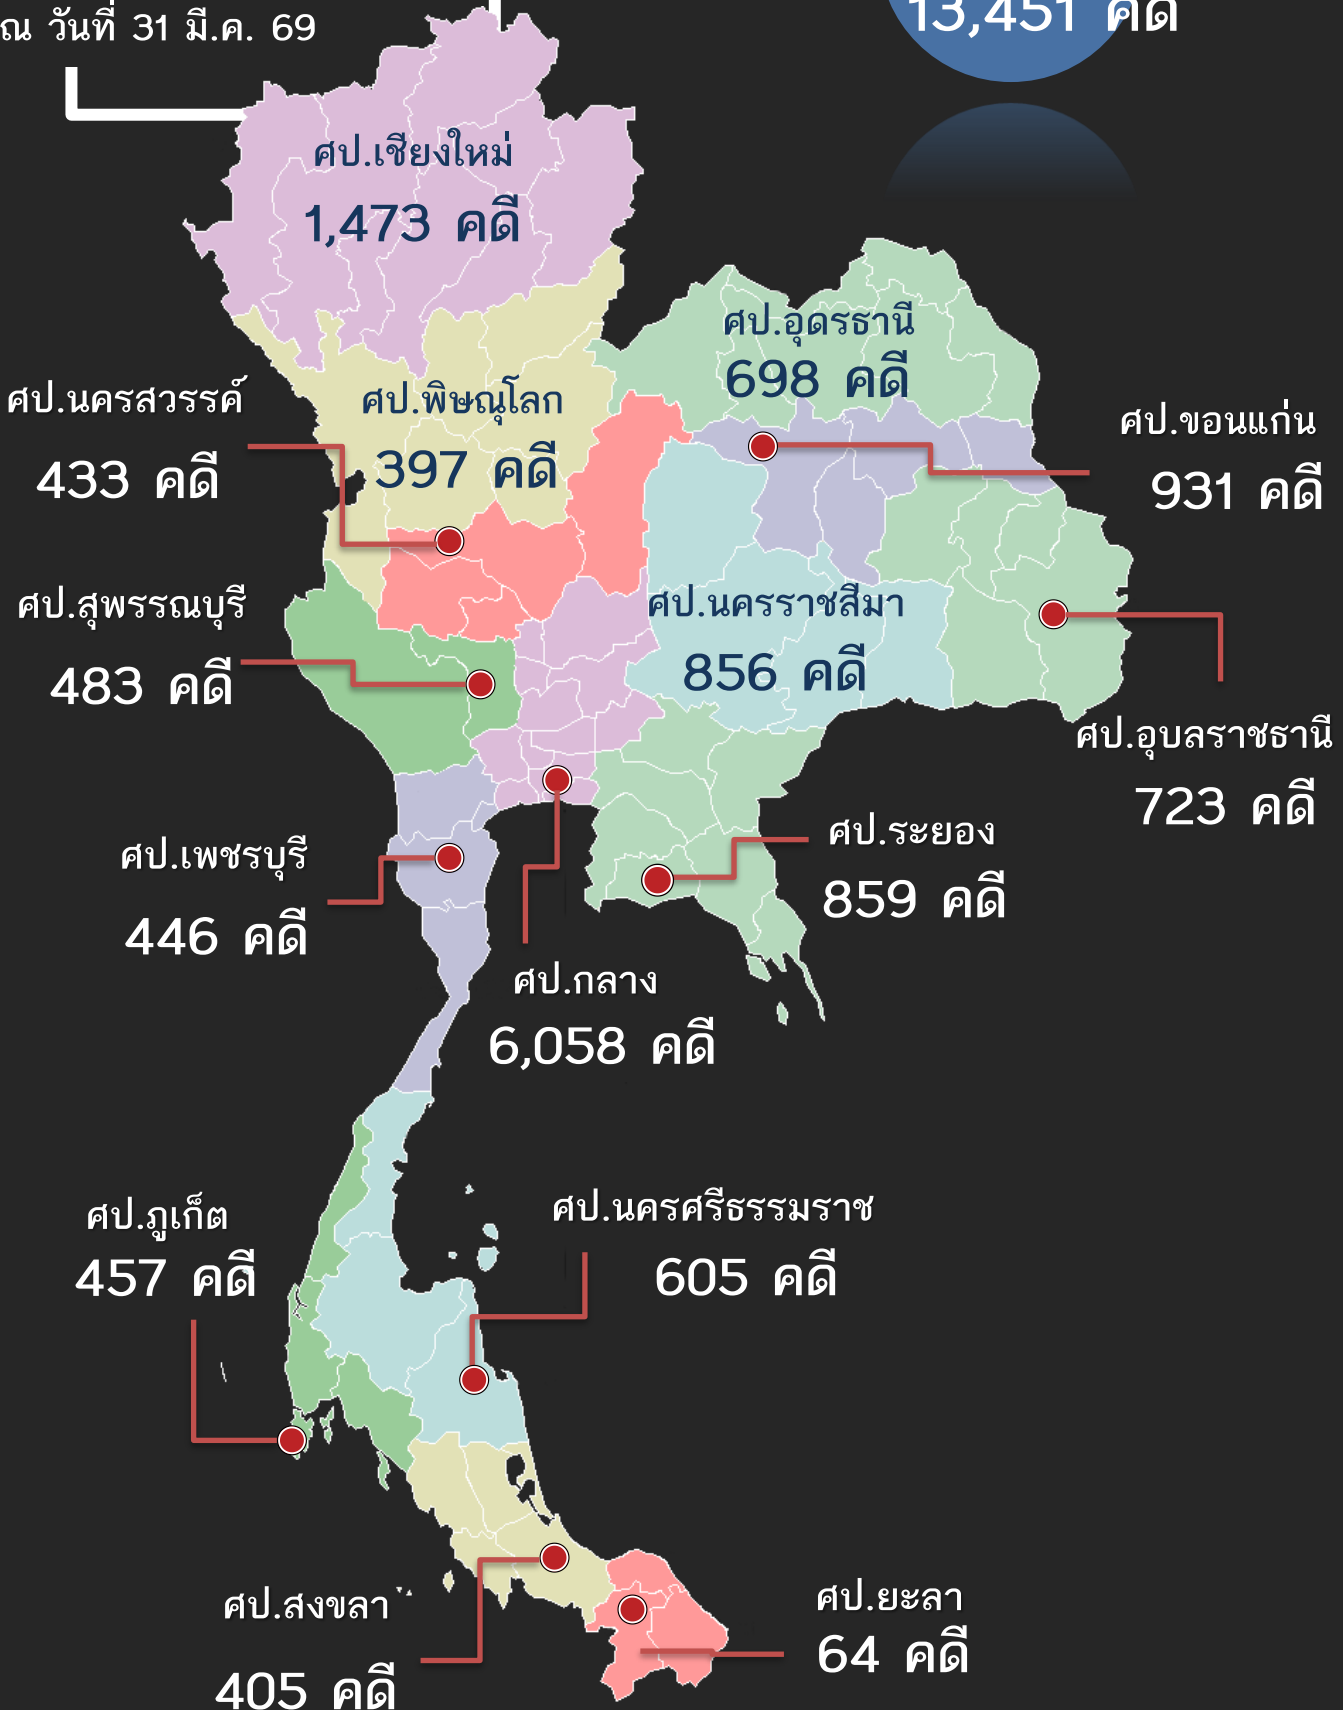 ณ วันที่ 31 มี.ค. 69
13,451 คดี
ศป.เชียงใหม่
1,473 คดี
ศป.อุดรธานี
698 คดี
ศป.นครสวรรค์
433 คดี
ศป.พิษณุโลก
397 คดี
ศป.ขอนแก่น
931 คดี
ศป.สุพรรณบุรี
483 คดี
ศป.นครราชสีมา
856 คดี
ศป.อุบลราชธานี
723 คดี
ศป.เพชรบุรี
446 คดี
ศป.ระยอง
859 คดี
ศป.กลาง
6,058 คดี
ศป.ภูเก็ต
457 คดี
ศป.นครศรีธรรมราช
605 คดี
ศป.สงขลา
405 คดี
ศป.ยะลา
64 คดี